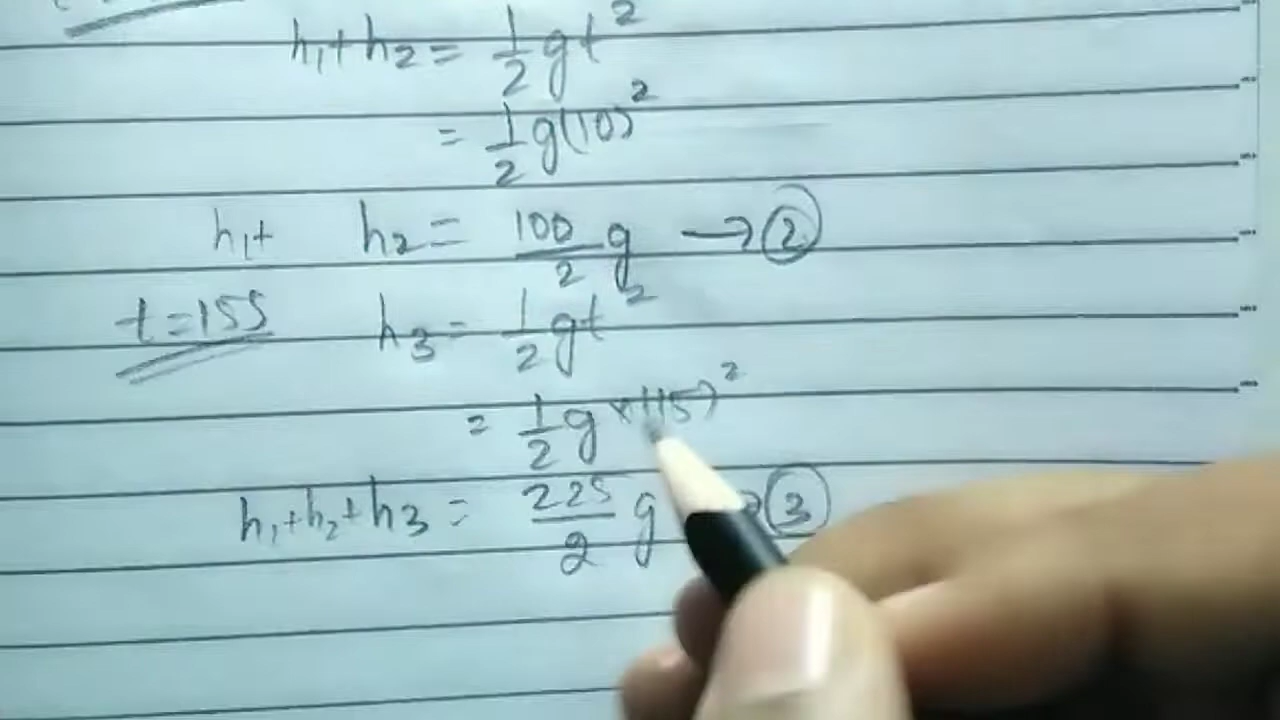 h₁+h₂ = 1/2 gt²
= 1/2 g(10)²
h₁+ h₂ = 100/2 g → ②
t=15S h₃ = 1/2 gt²
= 1/2 g×(15)²
h₁+h₂+h₃ = 225/2 g → ③